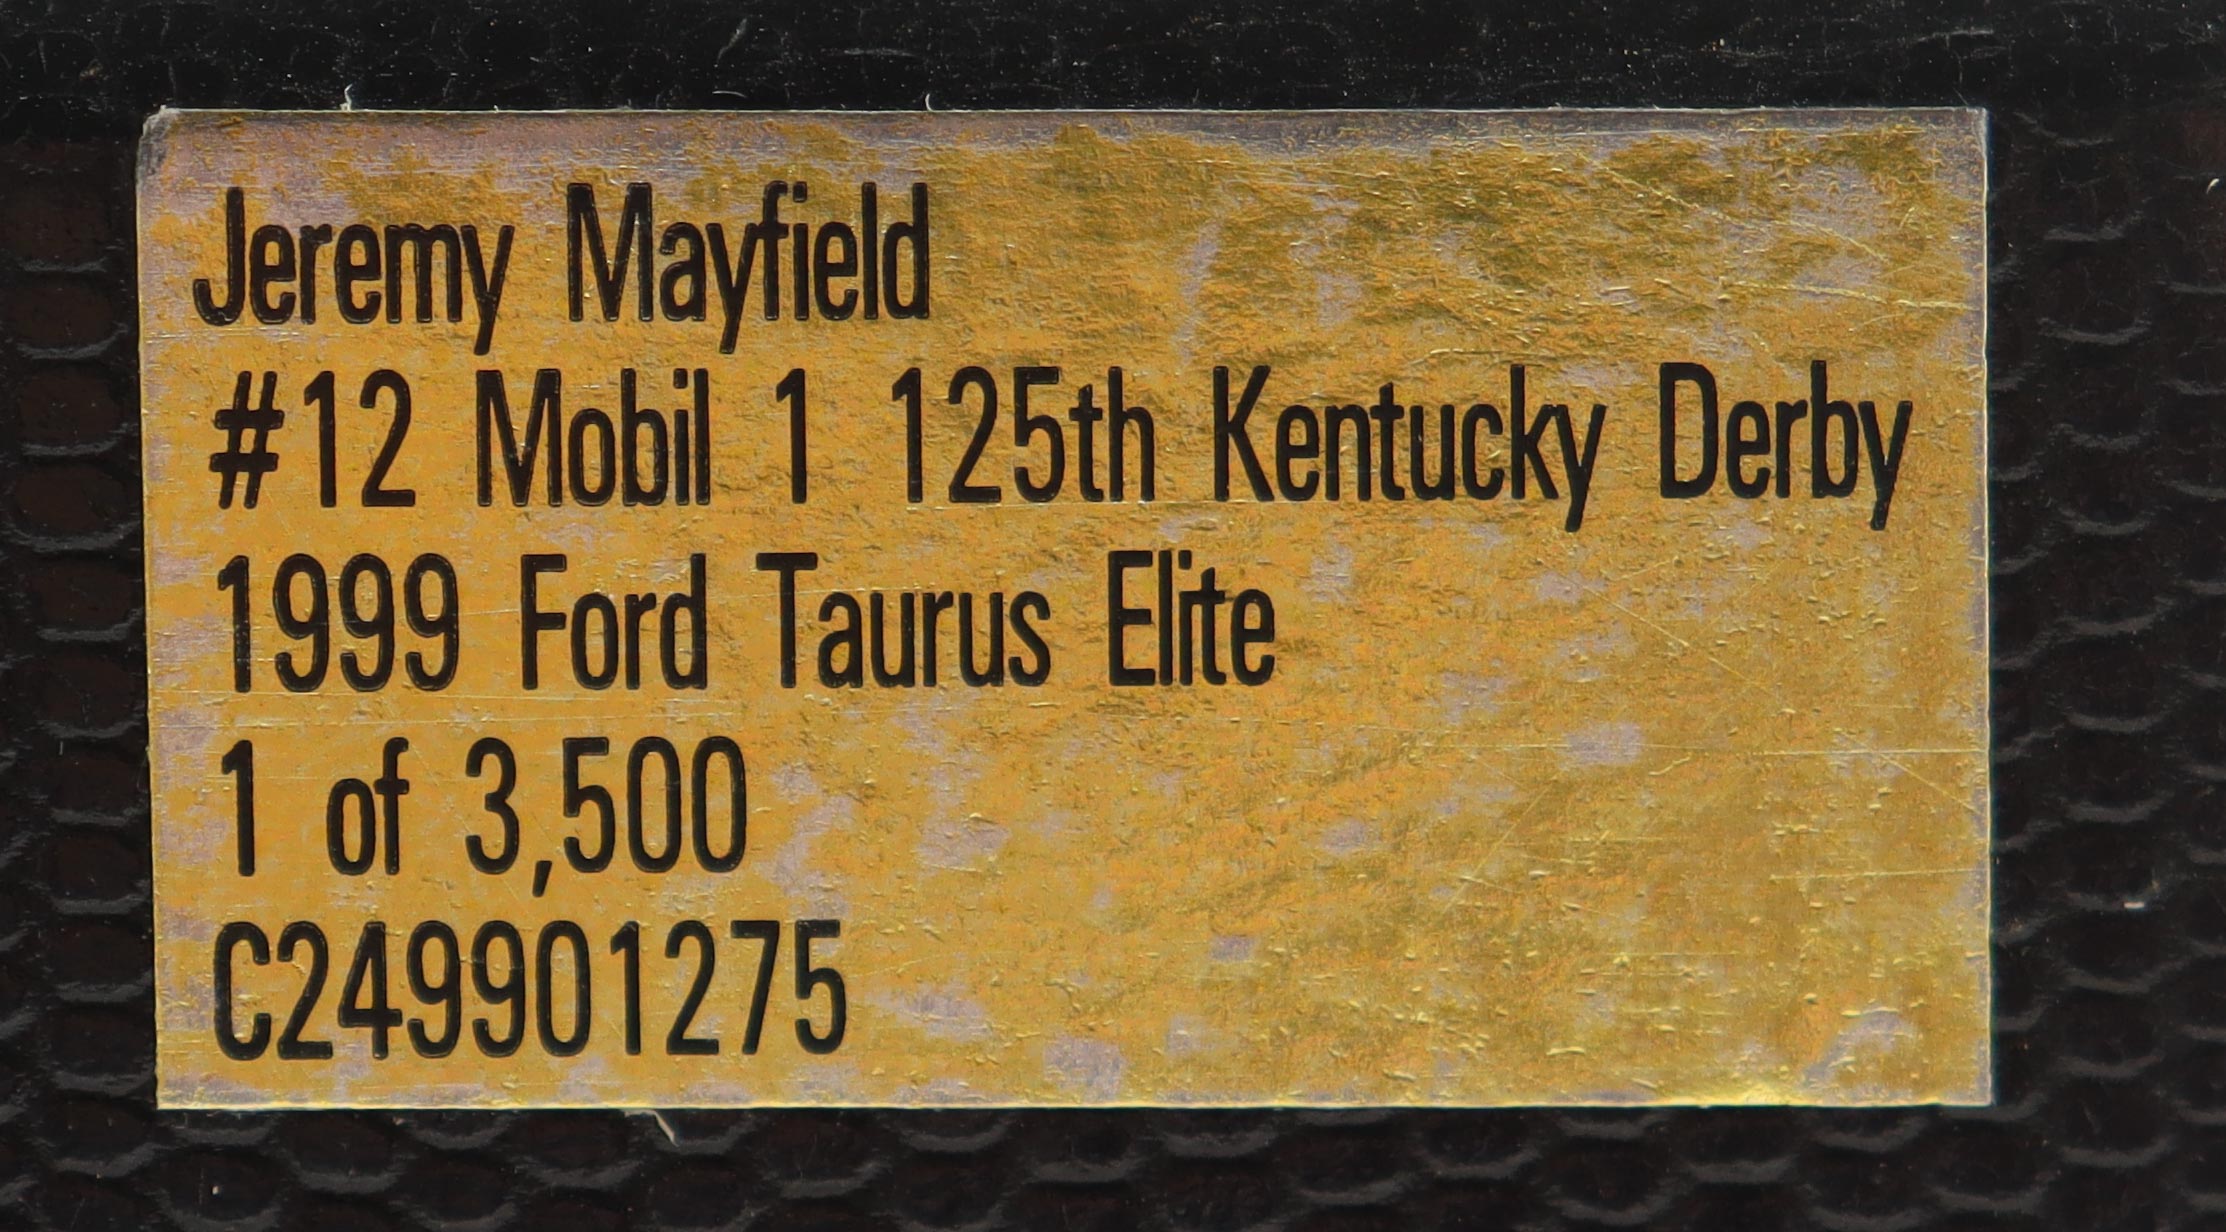 Jeremy Mayfield
#12 Mobil 1 125th Kentucky Derby
1999 Ford Taurus Elite
1 of 3,500
C249901275